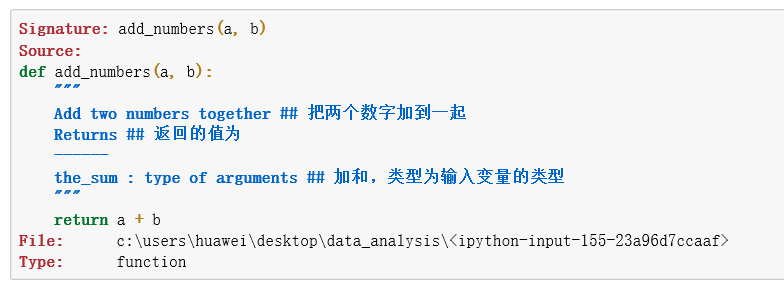 Signature: add_numbers(a, b)
Source:
def add_numbers(a, b):
    """
    Add two numbers together ## 把两个数字加到一起
    Returns ## 返回的值为
    ------
    the_sum : type of arguments ## 加和，类型为输入变量的类型
    """
    return a + b
File:      c:\users\huawei\desktop\data_analysis\<ipython-input-155-23a96d7ccaaf>
Type:      function